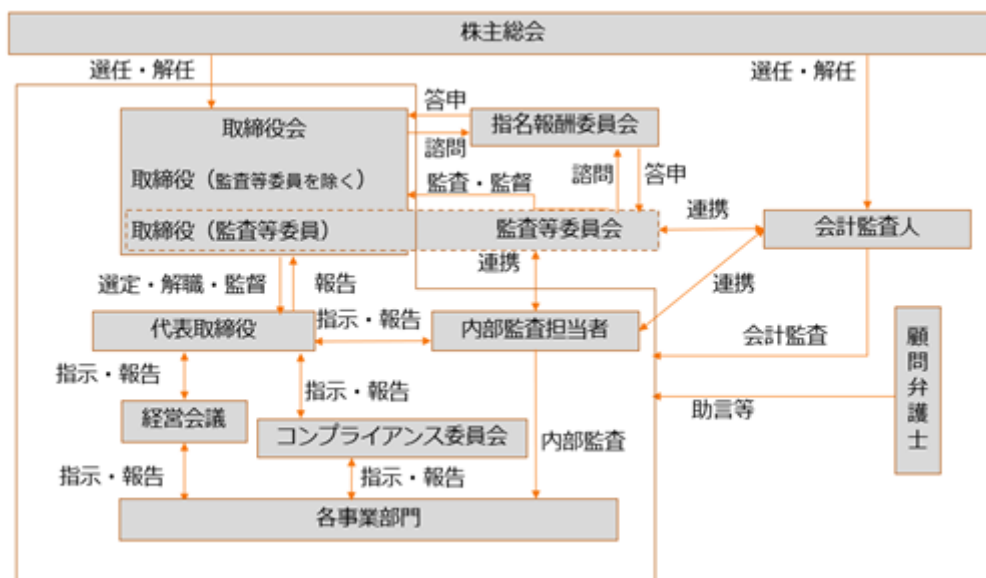 株主総会
選任・解任
選任・解任
答申
取締役会
指名報酬委員会
諮問
取締役（監査等委員を除く）
監査・監督
諮問
答申
取締役（監査等委員）
監査等委員会
連携
会計監査人
連携
選定・解職・監督
報告
連携
代表取締役
指示・報告
内部監査担当者
会計監査
顧問弁護士
指示・報告
指示・報告
助言等
経営会議
コンプライアンス委員会
内部監査
指示・報告
指示・報告
各事業部門